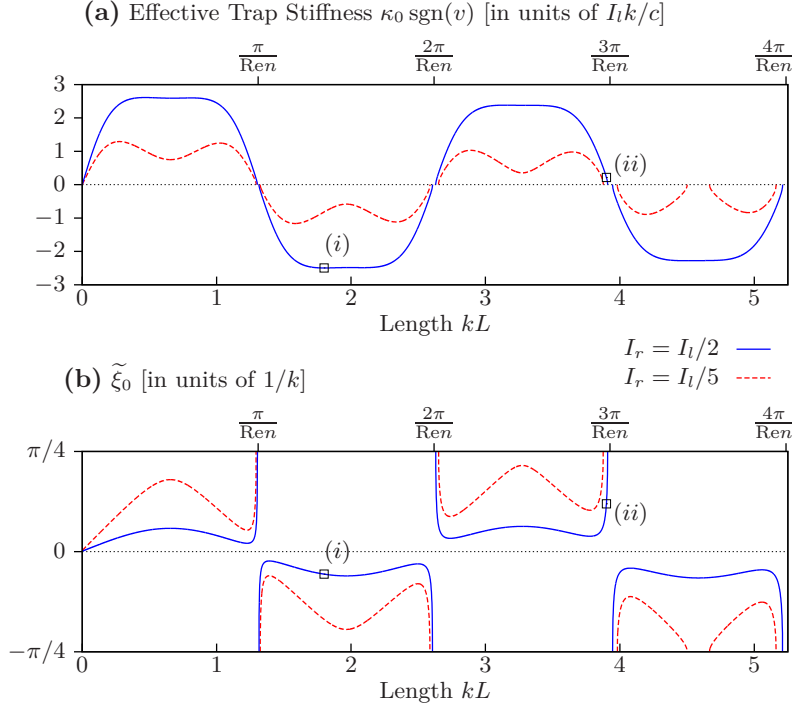 (a) Effective Trap Stiffness κ₀ sgn(v) [in units of Iₗk/c]
π/Ren 2π/Ren 3π/Ren 4π/Ren
3
2
1
0
−1
−2
−3
(i)
(ii)
0 1 2 3 4 5
Length kL
Iᵣ = Iₗ/2
Iᵣ = Iₗ/5
(b) ξ̃₀ [in units of 1/k]
π/Ren 2π/Ren 3π/Ren 4π/Ren
π/4
0
−π/4
(i)
(ii)
0 1 2 3 4 5
Length kL